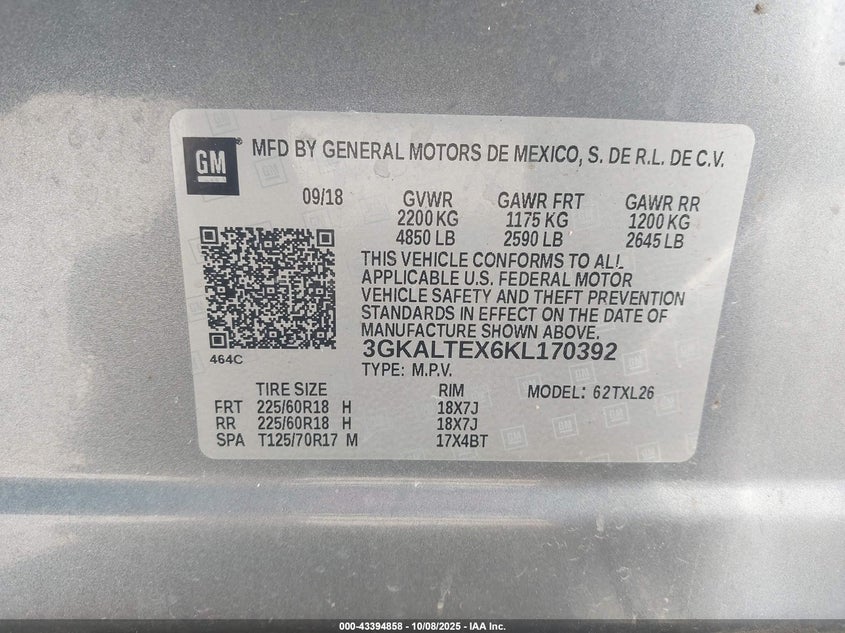 GM
MFD BY GENERAL MOTORS DE MEXICO, S. DE R.L. DE C.V.
09/18 GVWR GAWR FRT GAWR RR
2200 KG 1175 KG 1200 KG
4850 LB 2590 LB 2645 LB
THIS VEHICLE CONFORMS TO ALL
APPLICABLE U.S. FEDERAL MOTOR
VEHICLE SAFETY AND THEFT PREVENTION
STANDARDS IN EFFECT ON THE DATE OF
MANUFACTURE SHOWN ABOVE.
3GKALTEX6KL170392
464C
TYPE: M.P.V.
TIRE SIZE RIM MODEL: 62TXL26
FRT 225/60R18 H 18X7J
RR 225/60R18 H 18X7J
SPA T125/70R17 M 17X4BT
000-43394858 - 10/08/2025 - IAA Inc.